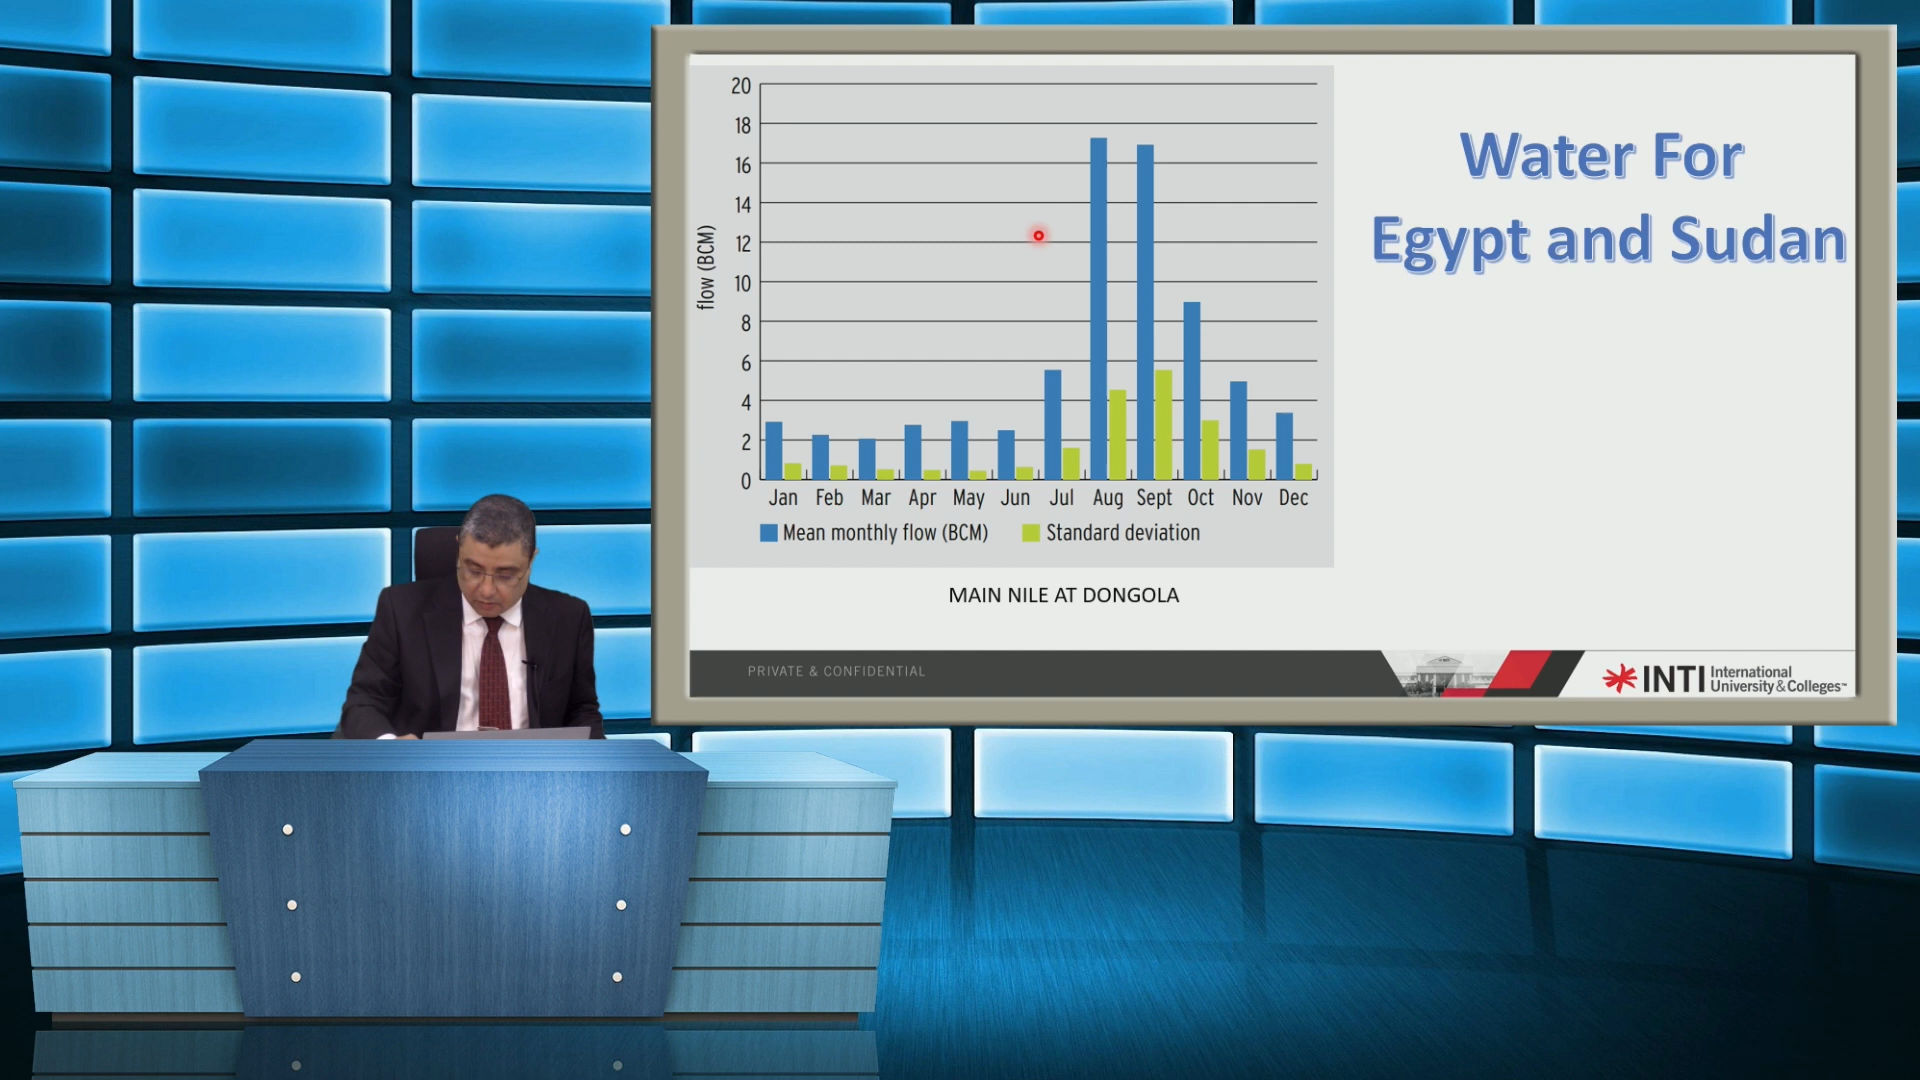 20
18
16
14
12
10
8
6
4
2
0
flow (BCM)
Jan Feb Mar Apr May Jun Jul Aug Sept Oct Nov Dec
Mean monthly flow (BCM) Standard deviation
MAIN NILE AT DONGOLA
Water For
Egypt and Sudan
PRIVATE & CONFIDENTIAL
INTI International
University & Colleges™